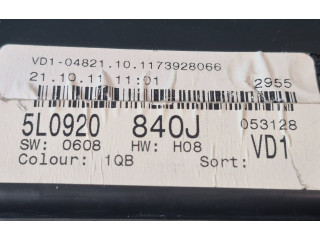 VD1-04821.10.1173928066
21.10.11 11:01 2955
5L0920 840J 053128
SW: 0608 HW: H08 VD1
Colour: 1QB Sort: